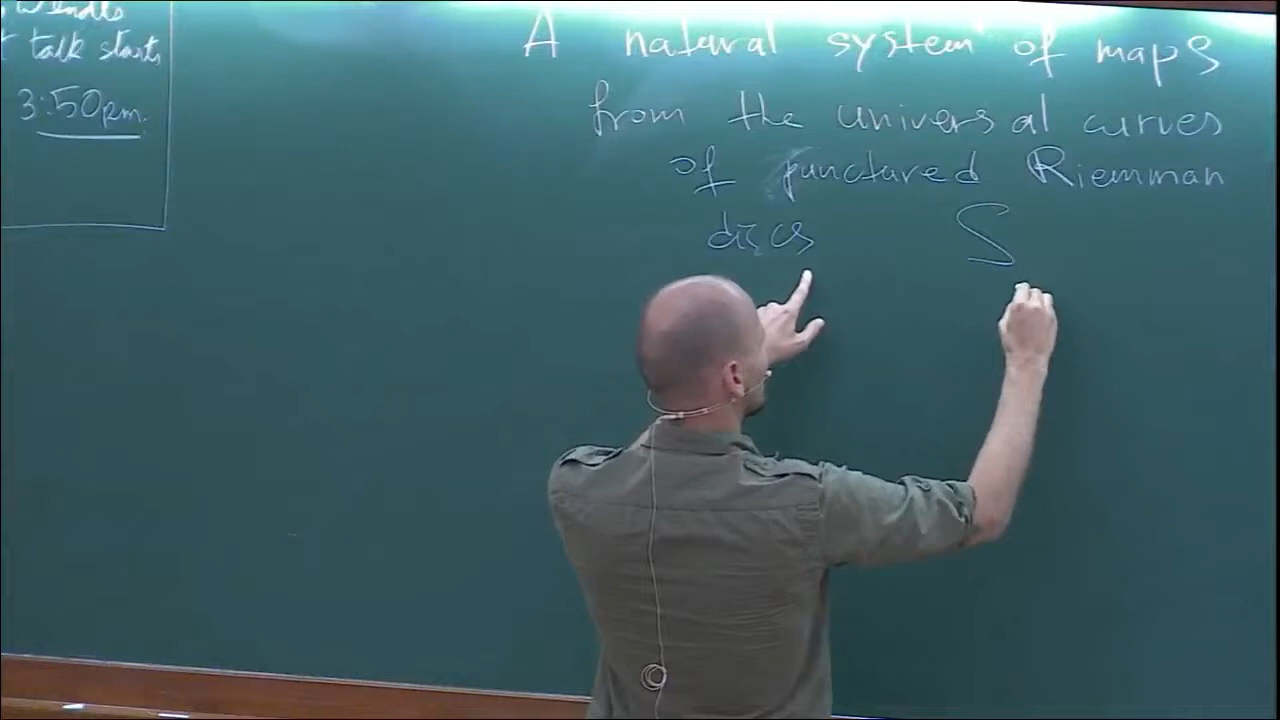 talk starts
3:50pm.
A natural system of maps
from the universal curves
of punctured Riemman
discs S